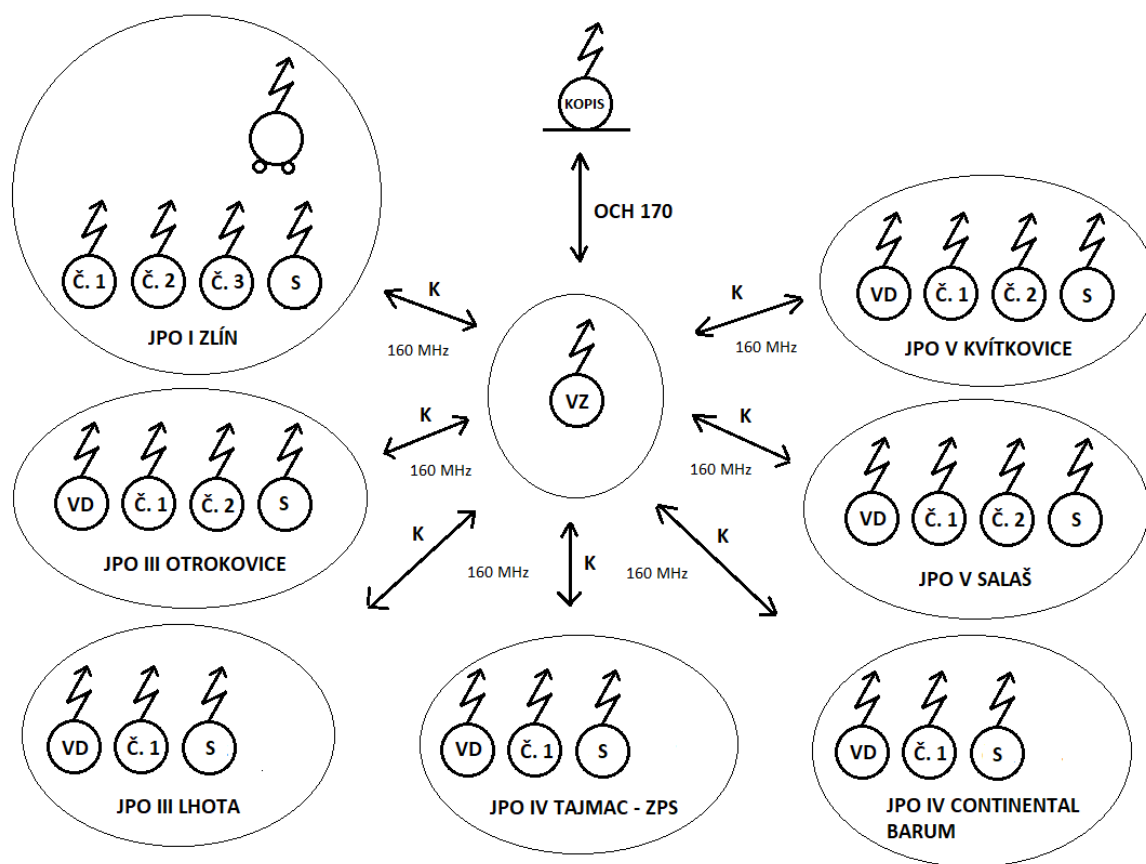 KOPIS
OCH 170
Č. 1
Č. 2
Č. 3
S
JPO I ZLÍN
K
160 MHz
VD
Č. 1
Č. 2
S
JPO V KVÍTKOVICE
K
160 MHz
VZ
VD
Č. 1
Č. 2
S
JPO III OTROKOVICE
K
160 MHz
VD
Č. 1
Č. 2
S
JPO V SALAŠ
K
160 MHz
VD
Č. 1
S
JPO III LHOTA
K
160 MHz
VD
Č. 1
S
JPO IV TAJMAC - ZPS
K
160 MHz
VD
Č. 1
S
JPO IV CONTINENTAL
BARUM
K